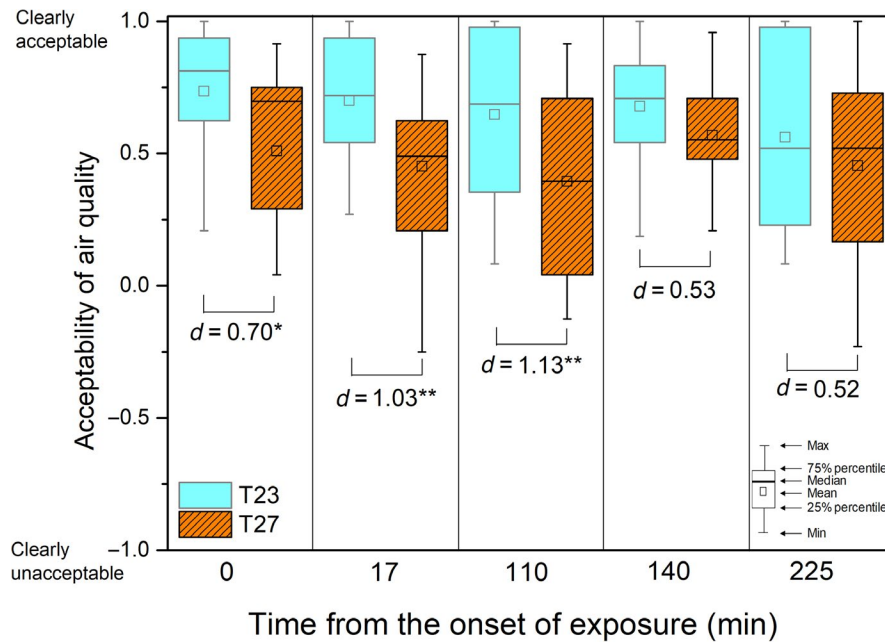 Clearly
acceptable
1.0
0.5
0.0
−0.5
−1.0
Clearly
unacceptable
Acceptability of air quality
d = 0.70*
d = 1.03**
d = 1.13**
d = 0.53
d = 0.52
T23
T27
Max
75% percentile
Median
Mean
25% percentile
Min
0 17 110 140 225
Time from the onset of exposure (min)